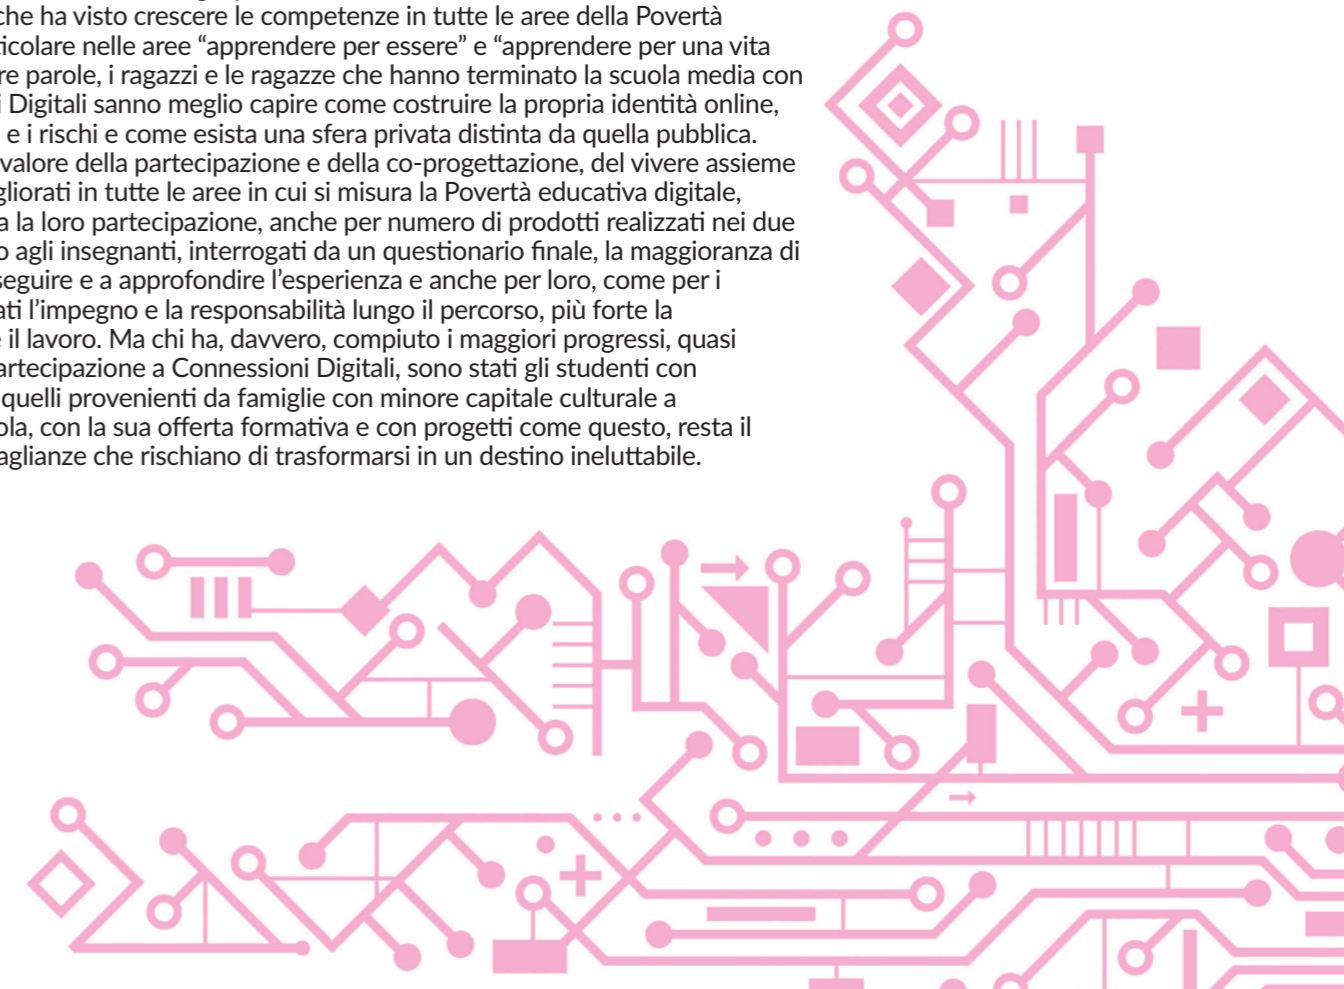 che ha visto crescere le competenze in tutte le aree della Povertà
ticolare nelle aree “apprendere per essere” e “apprendere per una vita
re parole, i ragazzi e le ragazze che hanno terminato la scuola media con
i Digitali sanno meglio capire come costruire la propria identità online,
e i rischi e come esista una sfera privata distinta da quella pubblica.
valore della partecipazione e della co-progettazione, del vivere assieme
gliorati in tutte le aree in cui si misura la Povertà educativa digitale,
a la loro partecipazione, anche per numero di prodotti realizzati nei due
o agli insegnanti, interrogati da un questionario finale, la maggioranza di
seguire e a approfondire l’esperienza e anche per loro, come per i
ati l’impegno e la responsabilità lungo il percorso, più forte la
e il lavoro. Ma chi ha, davvero, compiuto i maggiori progressi, quasi
artecipazione a Connessioni Digitali, sono stati gli studenti con
quelli provenienti da famiglie con minore capitale culturale a
ola, con la sua offerta formativa e con progetti come questo, resta il
aglianze che rischiano di trasformarsi in un destino ineluttabile.